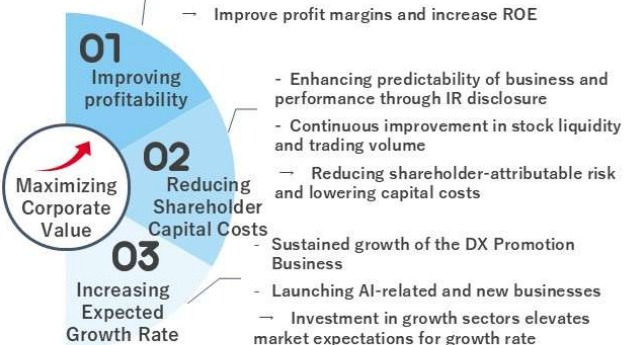 → Improve profit margins and increase ROE
01
Improving
profitability
- Enhancing predictability of business and
performance through IR disclosure
- Continuous improvement in stock liquidity
and trading volume
→ Reducing shareholder-attributable risk
and lowering capital costs
02
Reducing
Shareholder
Capital Costs
Maximizing
Corporate
Value
03
Increasing
Expected
Growth Rate
- Sustained growth of the DX Promotion
Business
- Launching AI-related and new businesses
→ Investment in growth sectors elevates
market expectations for growth rate